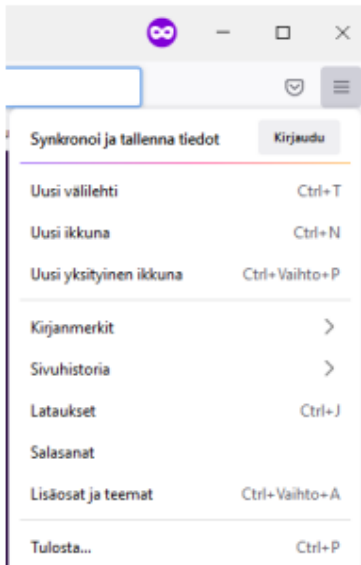 Synkronoi ja tallenna tiedot Kirjaudu
Uusi välilehti Ctrl+T
Uusi ikkuna Ctrl+N
Uusi yksityinen ikkuna Ctrl+Vaihto+P
Kirjanmerkit
Sivuhistoria
Lataukset Ctrl+J
Salasanat
Lisäosat ja teemat Ctrl+Vaihto+A
Tulosta... Ctrl+P